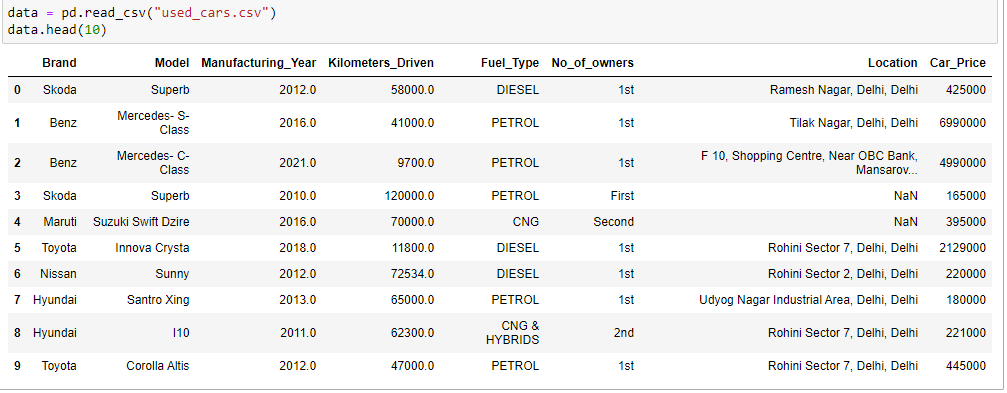 data = pd.read_csv("used_cars.csv")
data.head(10)
Brand Model Manufacturing_Year Kilometers_Driven Fuel_Type No_of_owners Location Car_Price
0 Skoda Superb 2012.0 58000.0 DIESEL 1st Ramesh Nagar, Delhi, Delhi 425000
1 Benz Mercedes- S-
Class 2016.0 41000.0 PETROL 1st Tilak Nagar, Delhi, Delhi 6990000
2 Benz Mercedes- C-
Class 2021.0 9700.0 PETROL 1st F 10, Shopping Centre, Near OBC Bank,
Mansarov... 4990000
3 Skoda Superb 2010.0 120000.0 PETROL First NaN 165000
4 Maruti Suzuki Swift Dzire 2016.0 70000.0 CNG Second NaN 395000
5 Toyota Innova Crysta 2018.0 11800.0 DIESEL 1st Rohini Sector 7, Delhi, Delhi 2129000
6 Nissan Sunny 2012.0 72534.0 DIESEL 1st Rohini Sector 2, Delhi, Delhi 220000
7 Hyundai Santro Xing 2013.0 65000.0 PETROL 1st Udyog Nagar Industrial Area, Delhi, Delhi 180000
8 Hyundai I10 2011.0 62300.0 CNG &
HYBRIDS 2nd Rohini Sector 7, Delhi, Delhi 221000
9 Toyota Corolla Altis 2012.0 47000.0 PETROL 1st Rohini Sector 7, Delhi, Delhi 445000